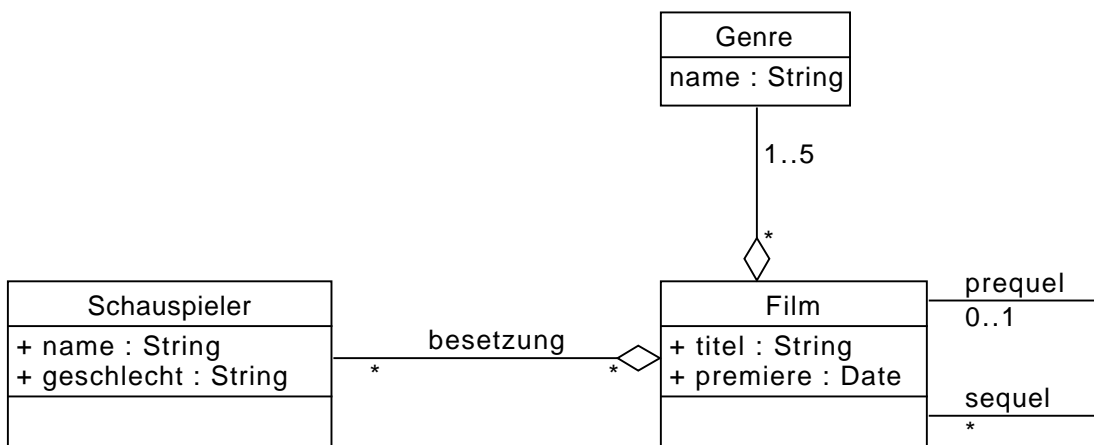 Genre
name : String
1..5
*
Schauspieler
+ name : String
+ geschlecht : String
besetzung
*
*
Film
+ titel : String
+ premiere : Date
prequel
0..1
sequel
*